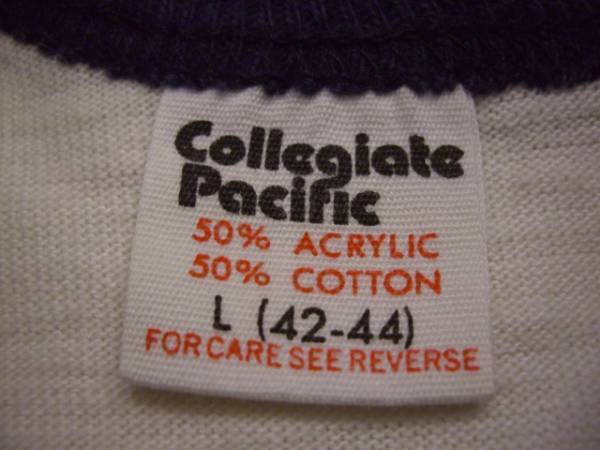 Collegiate
Pacific
50% ACRYLIC
50% COTTON
L (42-44)
FOR CARE SEE REVERSE